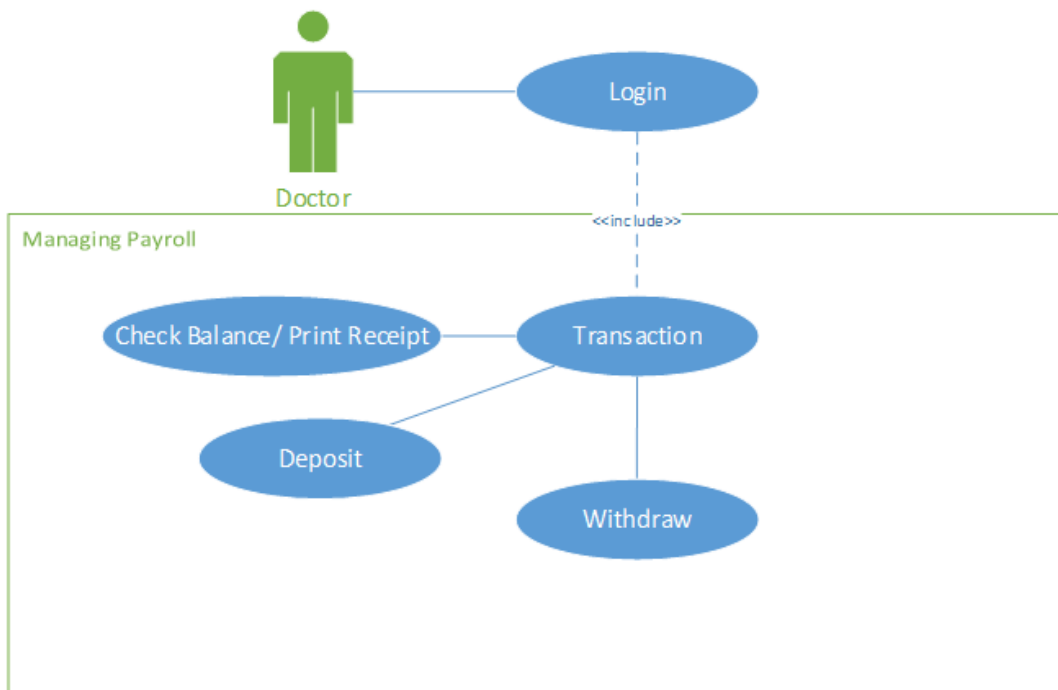 Login
Doctor
<<include>>
Managing Payroll
Check Balance/ Print Receipt
Transaction
Deposit
Withdraw